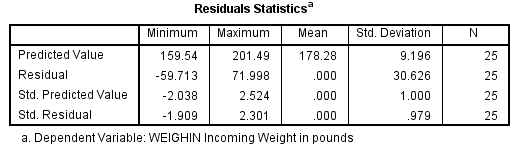 Residuals Statisticsa
Minimum Maximum Mean Std. Deviation N
Predicted Value 159.54 201.49 178.28 9.196 25
Residual -59.713 71.998 .000 30.626 25
Std. Predicted Value -2.038 2.524 .000 1.000 25
Std. Residual -1.909 2.301 .000 .979 25
a. Dependent Variable: WEIGHIN Incoming Weight in pounds